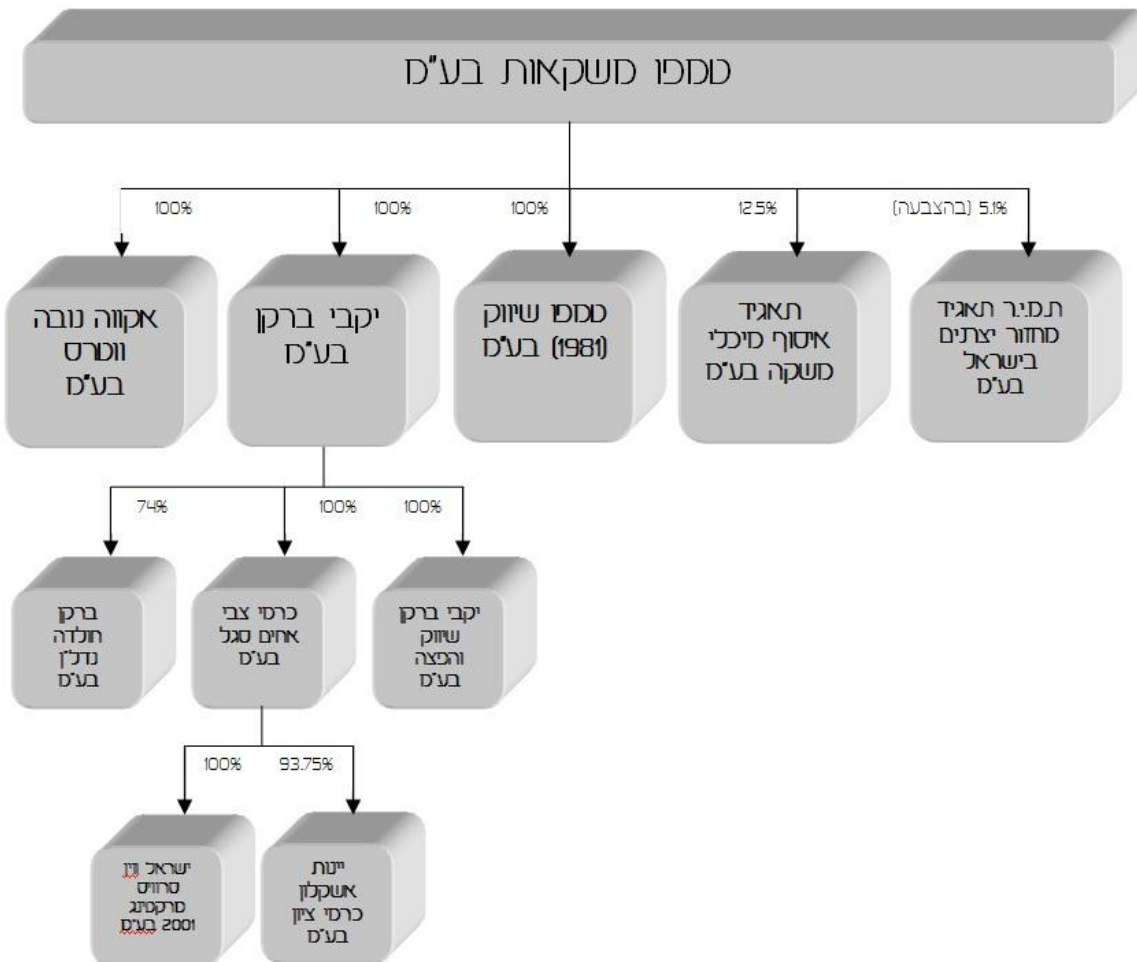 טמפו משקאות בע"מ
100%
100%
100%
12.5%
5.1% (בהצבעה)
אקווה נובה
ווטרס
בע"מ
יקבי ברקן
בע"מ
טמפו שיווק
(1981) בע"מ
תאגיד
איסוף מיכלי
משקה בע"מ
ת.מ.י.ר תאגיד
מחזור יצרנים
בישראל
בע"מ
74%
100%
100%
ברקן
חולדה
נדל"ן
בע"מ
כרמי צבי
אחים סגל
בע"מ
יקבי ברקן
שיווק
והפצה
בע"מ
100%
93.75%
ישראל ויין
סרוויס
מרקטינג
2001 בע"מ
יינות
אשקלון
כרמי ציון
בע"מ